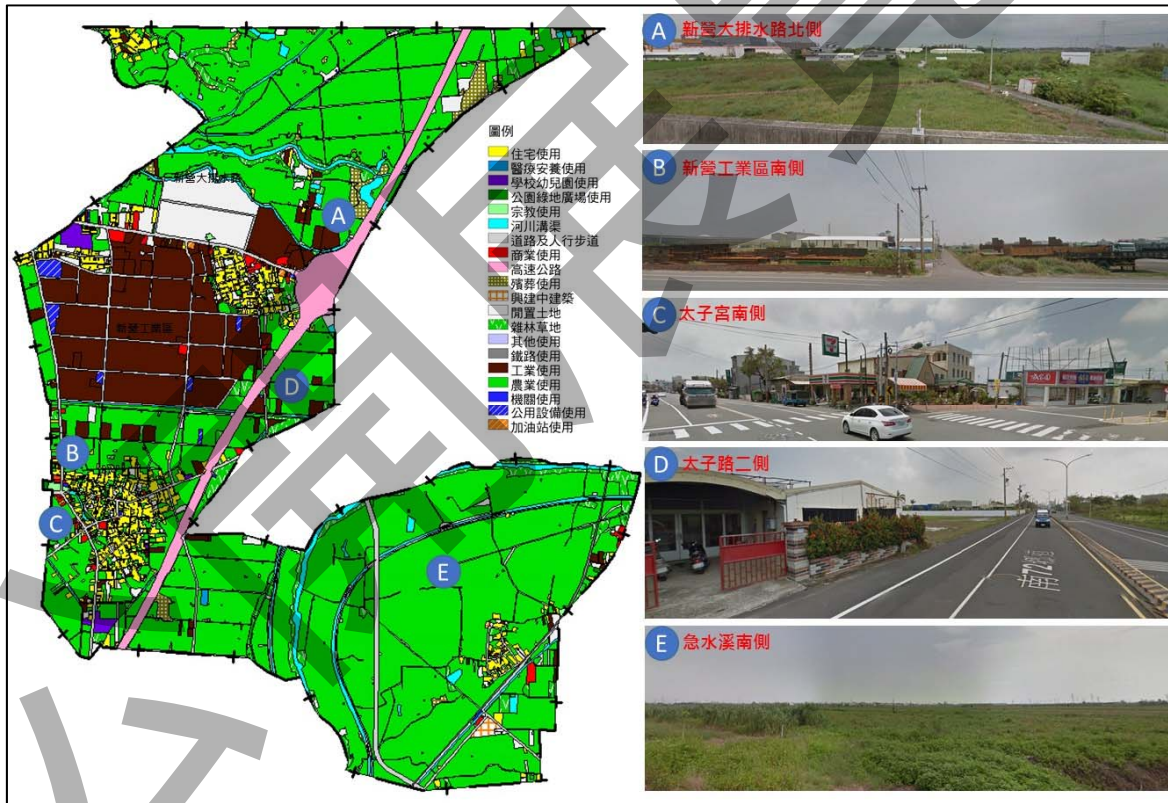 新營大排水路
新營工業區
A
B
C
D
E
圖例
住宅使用
醫療安養使用
學校幼兒園使用
公園綠地廣場使用
宗教使用
河川溝渠
道路及人行步道
商業使用
高速公路
殯葬使用
興建中建築
閒置土地
雜林草地
其他使用
鐵路使用
工業使用
農業使用
機關使用
公用設備使用
加油站使用
A 新營大排水路北側
B 新營工業區南側
C 太子宮南側
7
D 太子路二側
南72
E 急水溪南側